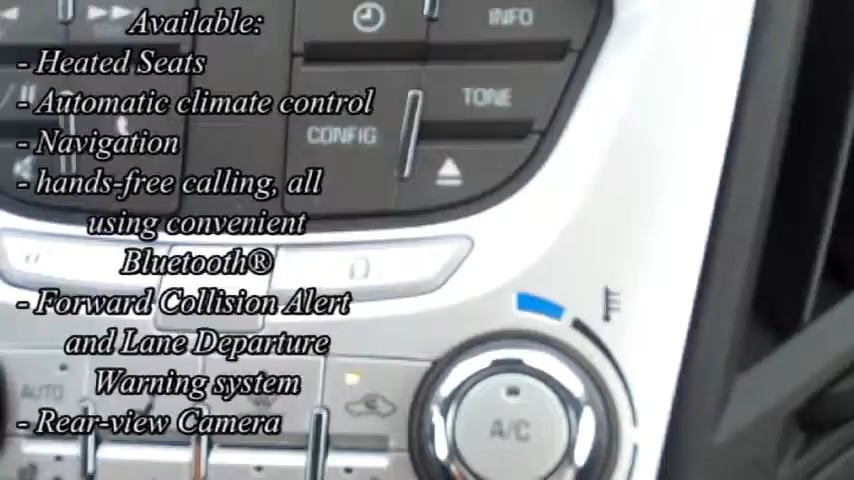 Available:
- Heated Seats
- Automatic climate control
- Navigation
- hands-free calling, all
using convenient
Bluetooth®
- Forward Collision Alert
and Lane Departure
Warning system
- Rear-view Camera
INFO
TONE
CONFIG
AUTO
A/C